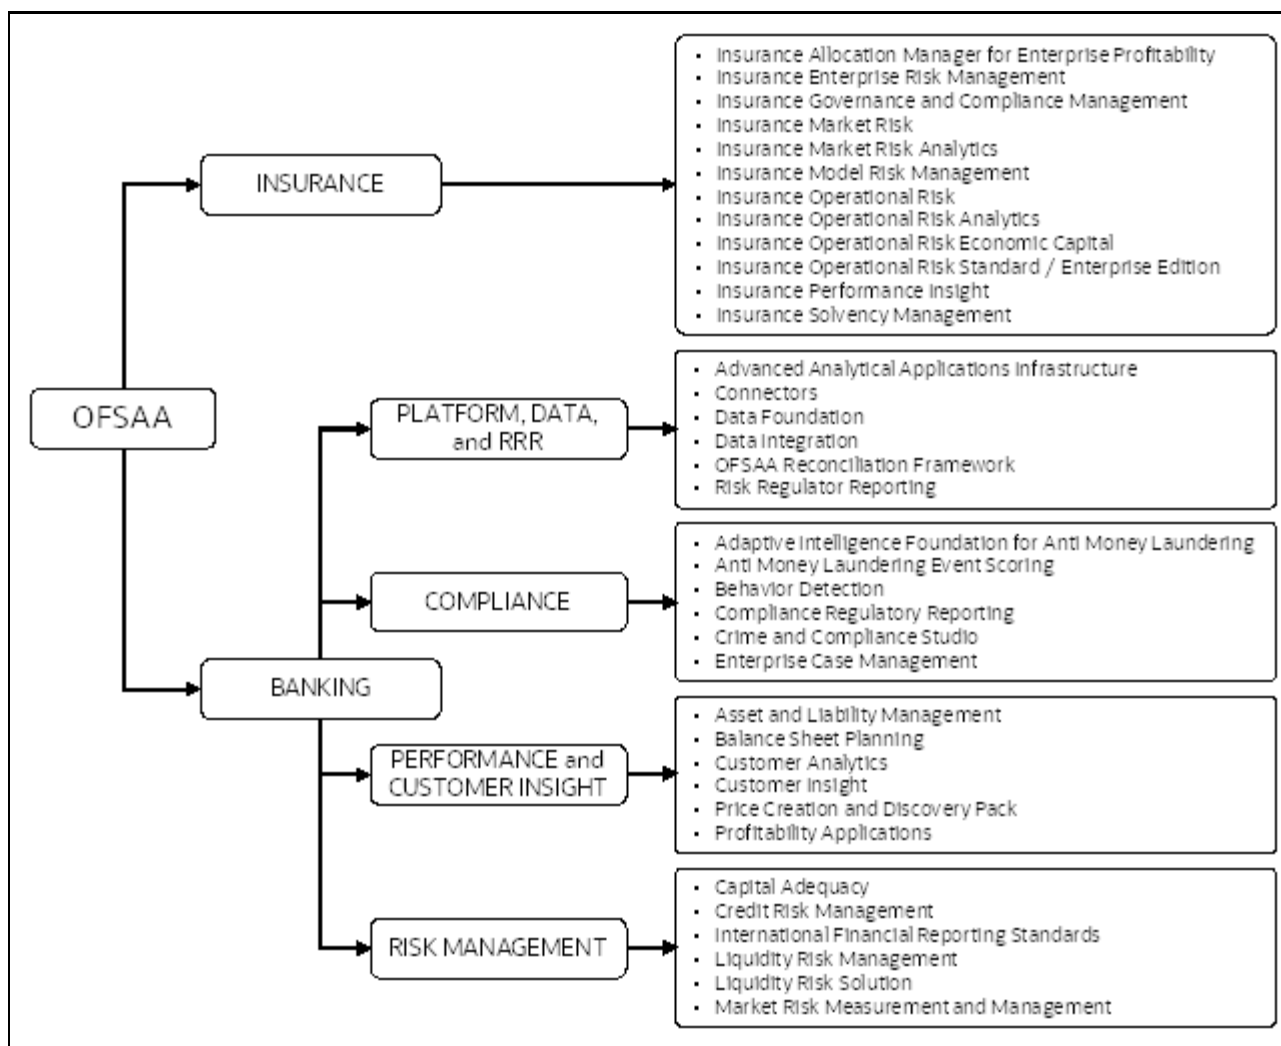 OFSAA
INSURANCE
• Insurance Allocation Manager for Enterprise Profitability
• Insurance Enterprise Risk Management
• Insurance Governance and Compliance Management
• Insurance Market Risk
• Insurance Market Risk Analytics
• Insurance Model Risk Management
• Insurance Operational Risk
• Insurance Operational Risk Analytics
• Insurance Operational Risk Economic Capital
• Insurance Operational Risk Standard / Enterprise Edition
• Insurance Performance Insight
• Insurance Solvency Management
BANKING
PLATFORM, DATA,
and RRR
• Advanced Analytical Applications Infrastructure
• Connectors
• Data Foundation
• Data Integration
• OFSAA Reconciliation Framework
• Risk Regulator Reporting
COMPLIANCE
• Adaptive Intelligence Foundation for Anti Money Laundering
• Anti Money Laundering Event Scoring
• Behavior Detection
• Compliance Regulatory Reporting
• Crime and Compliance Studio
• Enterprise Case Management
PERFORMANCE and
CUSTOMER INSIGHT
• Asset and Liability Management
• Balance Sheet Planning
• Customer Analytics
• Customer Insight
• Price Creation and Discovery Pack
• Profitability Applications
RISK MANAGEMENT
• Capital Adequacy
• Credit Risk Management
• International Financial Reporting Standards
• Liquidity Risk Management
• Liquidity Risk Solution
• Market Risk Measurement and Management